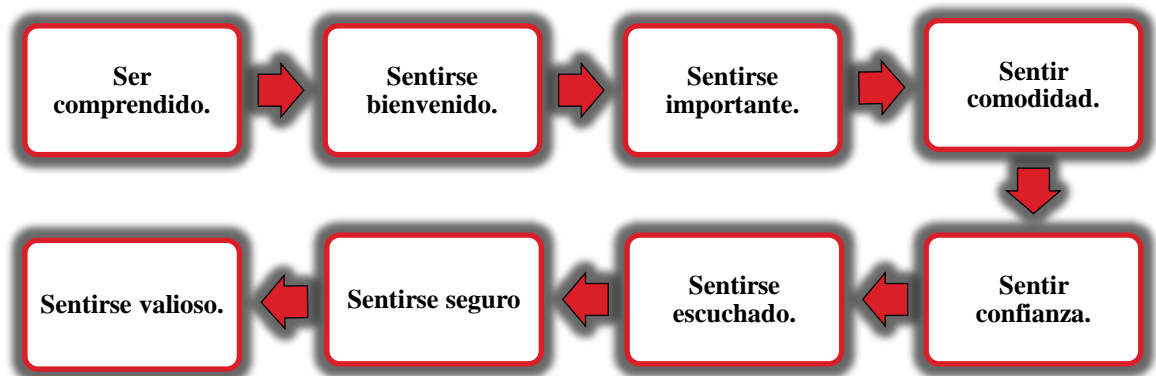 Ser
comprendido.
Sentirse
bienvenido.
Sentirse
importante.
Sentir
comodidad.
Sentir
confianza.
Sentirse
escuchado.
Sentirse seguro
Sentirse valioso.